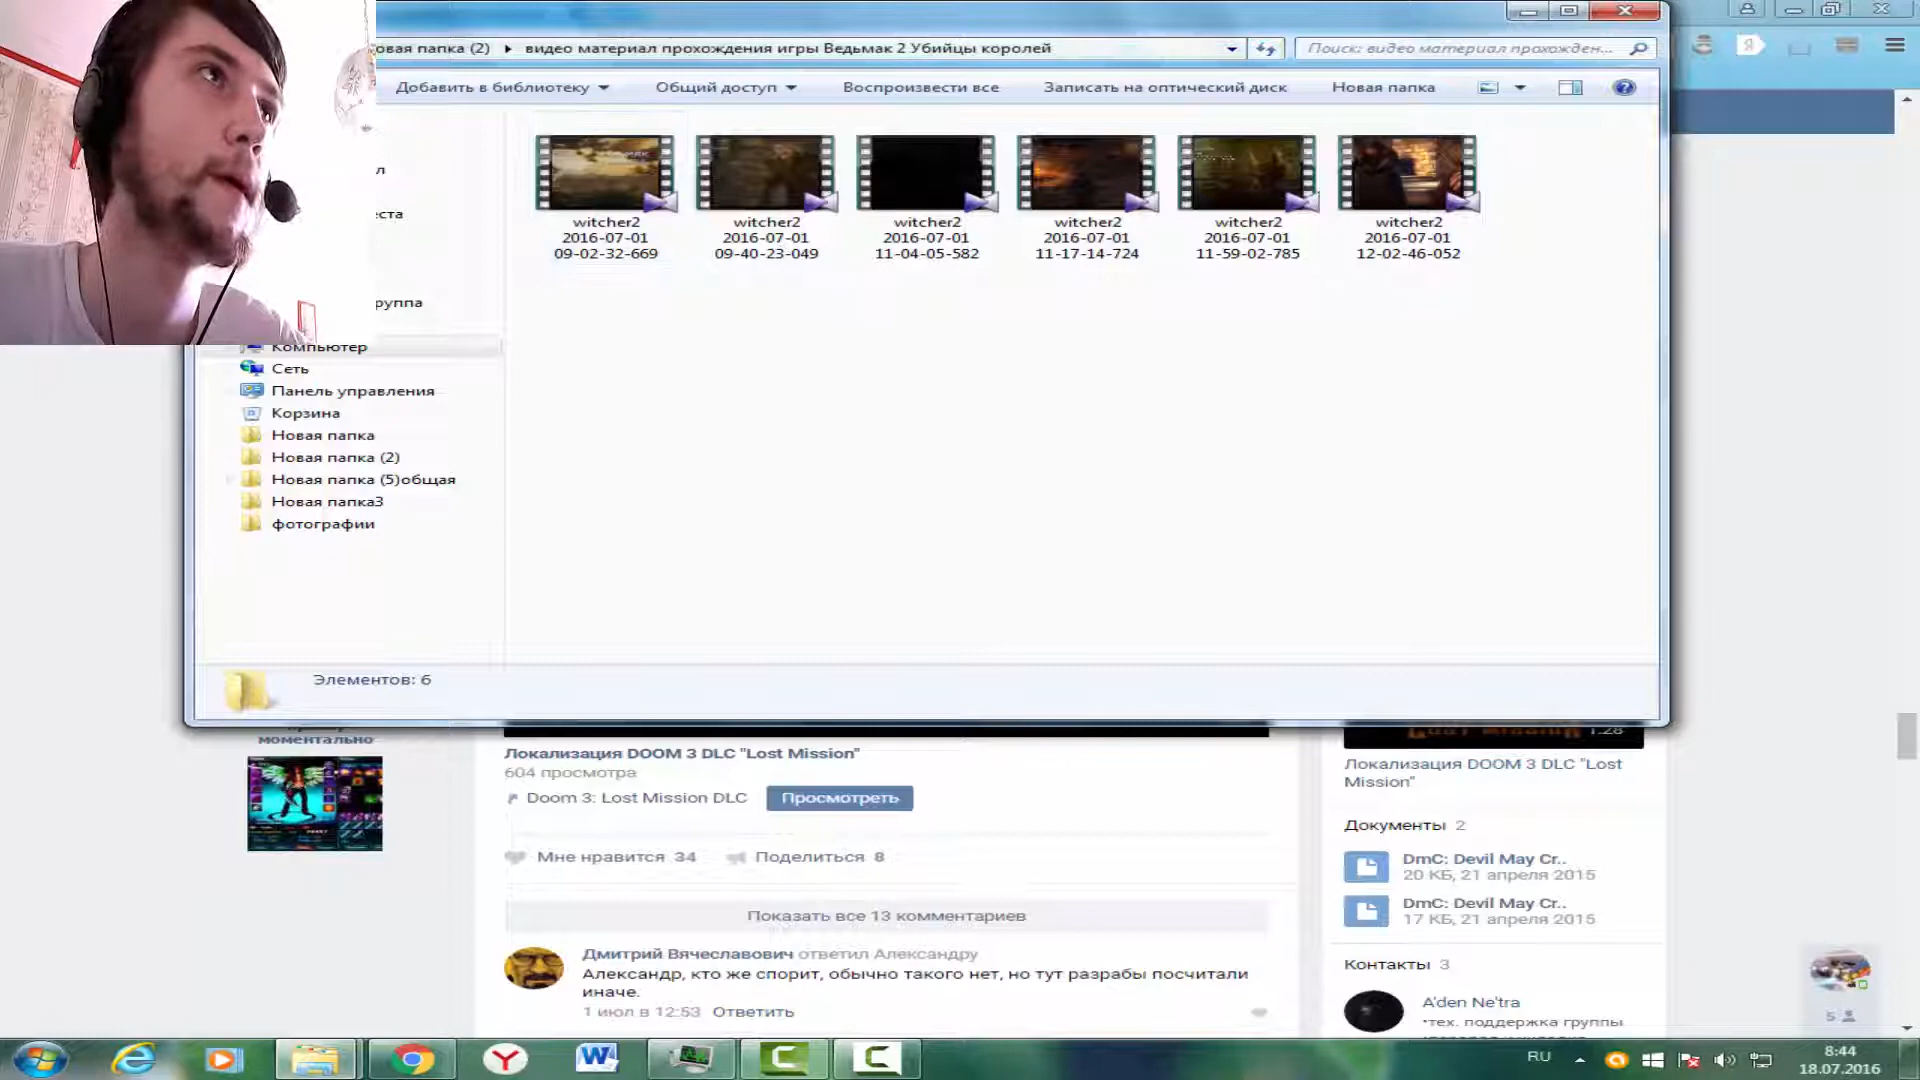 овая папка (2) ▸ видео материал прохождения игры Ведьмак 2 Убийцы королей
Поиск: видео материал прохожден...
Добавить в библиотеку Общий доступ Воспроизвести все Записать на оптический диск Новая папка
л
еста
руппа
Компьютер
Сеть
Панель управления
Корзина
Новая папка
Новая папка (2)
Новая папка (5)общая
Новая папка3
фотографии
witcher2
2016-07-01
09-02-32-669
witcher2
2016-07-01
09-40-23-049
witcher2
2016-07-01
11-04-05-582
witcher2
2016-07-01
11-17-14-724
witcher2
2016-07-01
11-59-02-785
witcher2
2016-07-01
12-02-46-052
Элементов: 6
моментально
Локализация DOOM 3 DLC "Lost Mission"
604 просмотра
Doom 3: Lost Mission DLC Просмотреть
Мне нравится 34 Поделиться 8
Показать все 13 комментариев
Дмитрий Вячеславович ответил Александру
Александр, кто же спорит, обычно такого нет, но тут разрабы посчитали
иначе.
1 июл в 12:53 Ответить
1:28
Локализация DOOM 3 DLC "Lost
Mission"
Документы 2
DmC: Devil May Cr..
20 КБ, 21 апреля 2015
DmC: Devil May Cr..
17 КБ, 21 апреля 2015
Контакты 3
A'den Ne'tra
•тех. поддержка группы
5
RU
8:44
18.07.2016